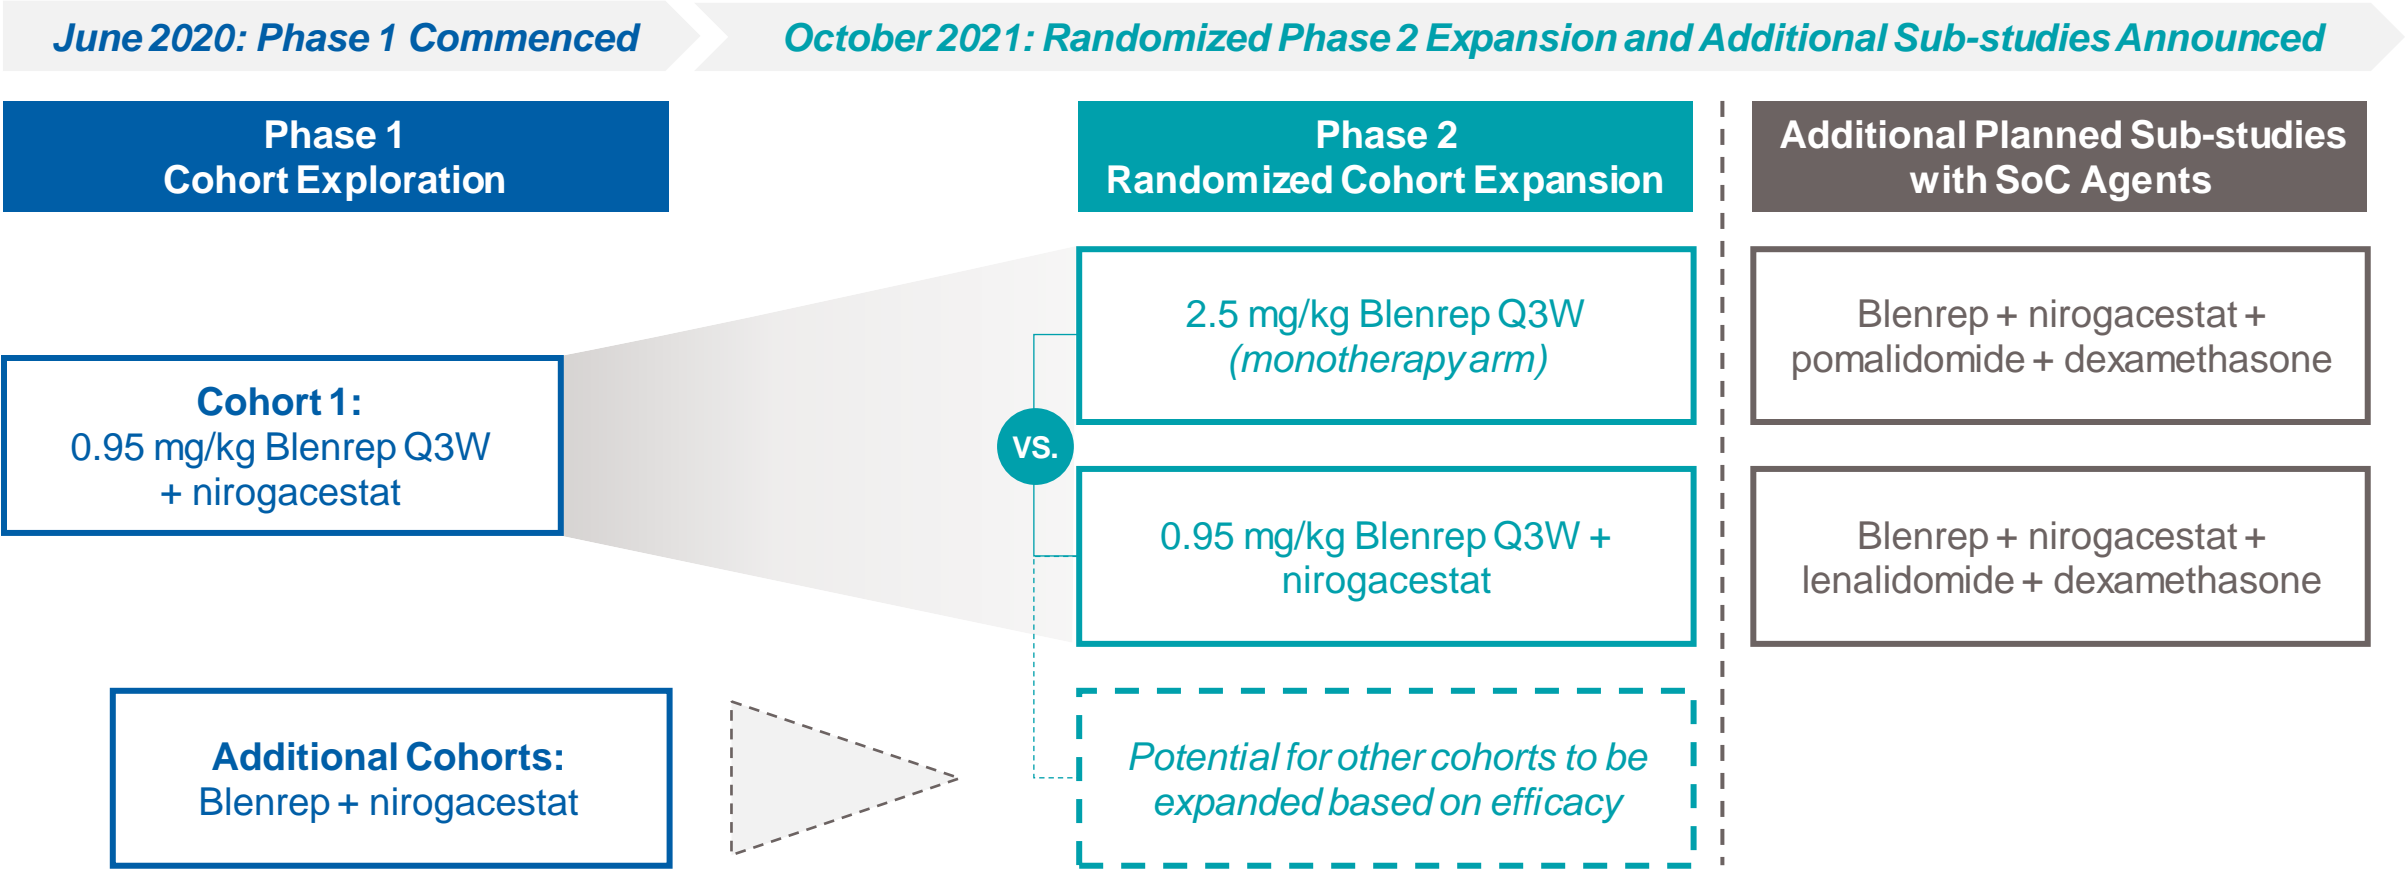 June 2020: Phase 1 Commenced
October 2021: Randomized Phase 2 Expansion and Additional Sub-studies Announced
Phase 1
Cohort Exploration
Cohort 1:
0.95 mg/kg Blenrep Q3W
+ nirogacestat
Additional Cohorts:
Blenrep + nirogacestat
Phase 2
Randomized Cohort Expansion
2.5 mg/kg Blenrep Q3W
(monotherapy arm)
VS.
0.95 mg/kg Blenrep Q3W +
nirogacestat
Potential for other cohorts to be
expanded based on efficacy
Additional Planned Sub-studies
with SoC Agents
Blenrep + nirogacestat +
pomalidomide + dexamethasone
Blenrep + nirogacestat +
lenalidomide + dexamethasone